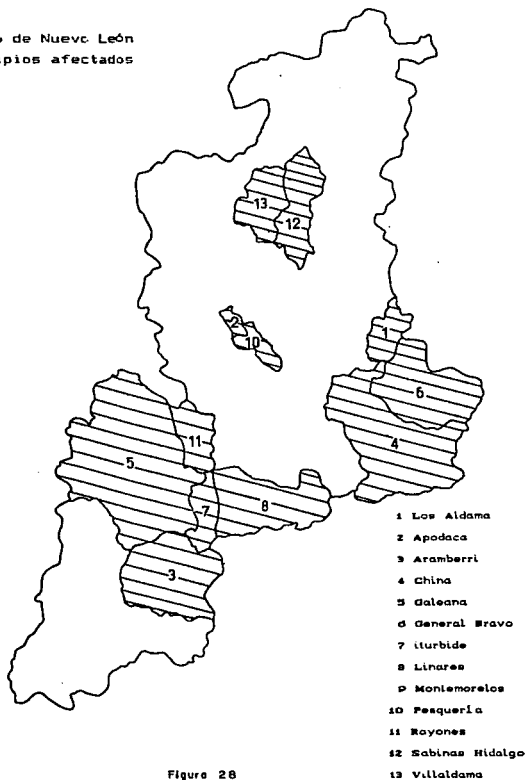 de Nuevo León
ipios afectados
13
12
2
10
1
6
4
11
5
7
8
3
1 Los Aldama
2 Apodaca
3 Aramberri
4 China
5 Galeana
6 General Bravo
7 iturbide
8 Linares
9 Montemorelos
10 Pesquería
11 Rayones
12 Sabinas Hidalgo
13 Villaldama
Figura 28